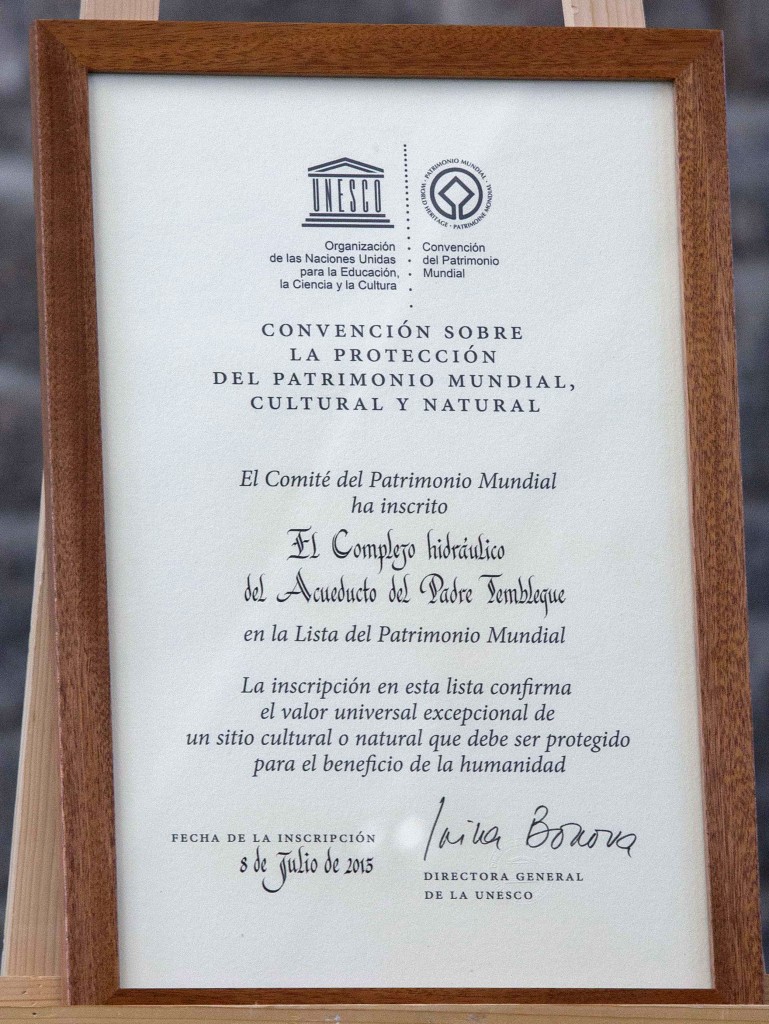 UNESCO
PATRIMONIO MUNDIAL · WORLD HERITAGE · PATRIMOINE MONDIAL
Organización
de las Naciones Unidas
para la Educación,
la Ciencia y la Cultura
Convención
del Patrimonio
Mundial
CONVENCIÓN SOBRE
LA PROTECCIÓN
DEL PATRIMONIO MUNDIAL,
CULTURAL Y NATURAL
El Comité del Patrimonio Mundial
ha inscrito
El Complejo hidráulico
del Acueducto del Padre Tembleque
en la Lista del Patrimonio Mundial
La inscripción en esta lista confirma
el valor universal excepcional de
un sitio cultural o natural que debe ser protegido
para el beneficio de la humanidad
FECHA DE LA INSCRIPCIÓN
8 de Julio de 2015
Irina Bokova
DIRECTORA GENERAL
DE LA UNESCO